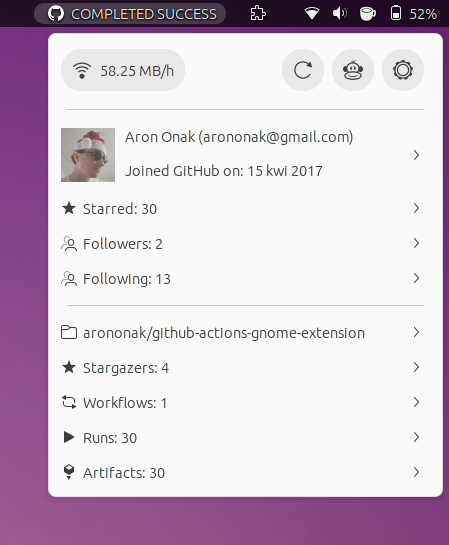 COMPLETED SUCCESS 52%
58.25 MB/h
Aron Onak (arononak@gmail.com)
Joined GitHub on: 15 kwi 2017
Starred: 30
Followers: 2
Following: 13
arononak/github-actions-gnome-extension
Stargazers: 4
Workflows: 1
Runs: 30
Artifacts: 30